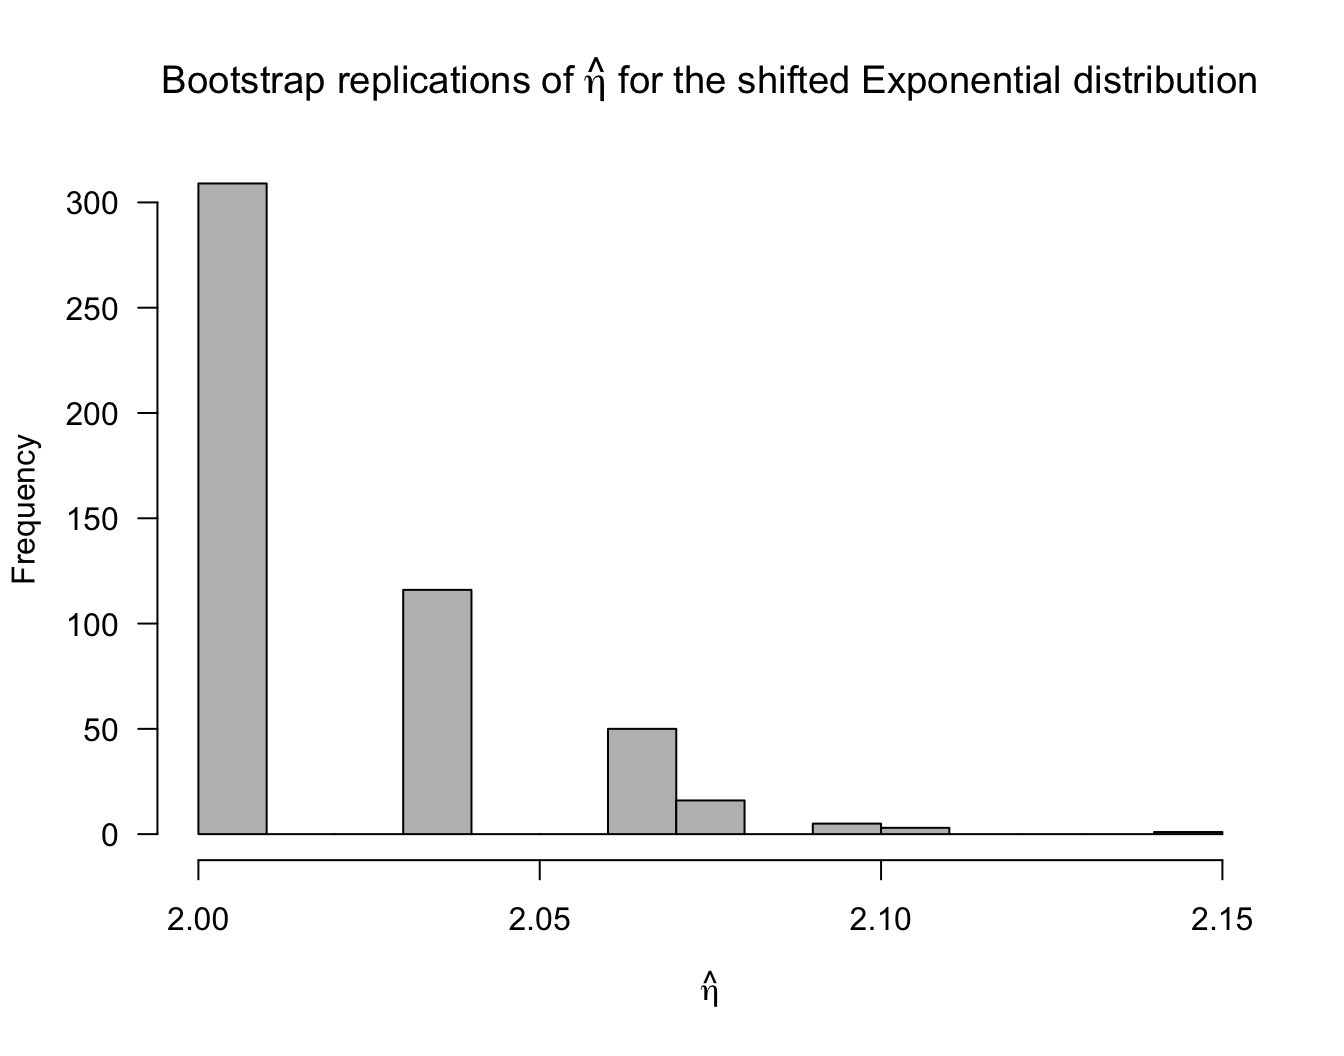 Bootstrap replications of η̂ for the shifted Exponential distribution
300
250
200
150
100
50
0
Frequency
2.00 2.05 2.10 2.15
η̂